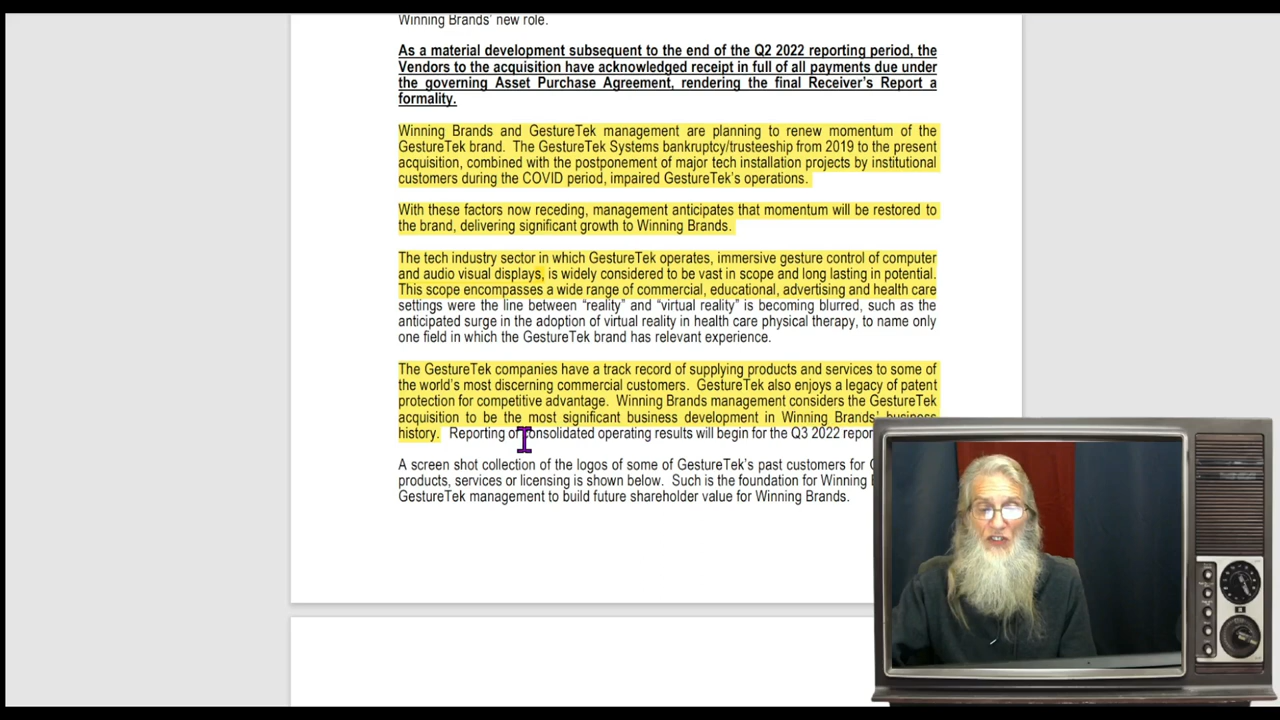 Winning Brands' new role.
As a material development subsequent to the end of the Q2 2022 reporting period, the
Vendors to the acquisition have acknowledged receipt in full of all payments due under
the governing Asset Purchase Agreement, rendering the final Receiver's Report a
formality.
Winning Brands and GestureTek management are planning to renew momentum of the
GestureTek brand. The GestureTek Systems bankruptcy/trusteeship from 2019 to the present
acquisition, combined with the postponement of major tech installation projects by institutional
customers during the COVID period, impaired GestureTek's operations.
With these factors now receding, management anticipates that momentum will be restored to
the brand, delivering significant growth to Winning Brands.
The tech industry sector in which GestureTek operates, immersive gesture control of computer
and audio visual displays, is widely considered to be vast in scope and long lasting in potential.
This scope encompasses a wide range of commercial, educational, advertising and health care
settings were the line between “reality” and “virtual reality” is becoming blurred, such as the
anticipated surge in the adoption of virtual reality in health care physical therapy, to name only
one field in which the GestureTek brand has relevant experience.
The GestureTek companies have a track record of supplying products and services to some of
the world's most discerning commercial customers. GestureTek also enjoys a legacy of patent
protection for competitive advantage. Winning Brands management considers the GestureTek
acquisition to be the most significant business development in Winning Brands' business
history. Reporting of consolidated operating results will begin for the Q3 2022
A screen shot collection of the logos of some of GestureTek's past customers for
products, services or licensing is shown below. Such is the foundation for Winning
GestureTek management to build future shareholder value for Winning Brands.